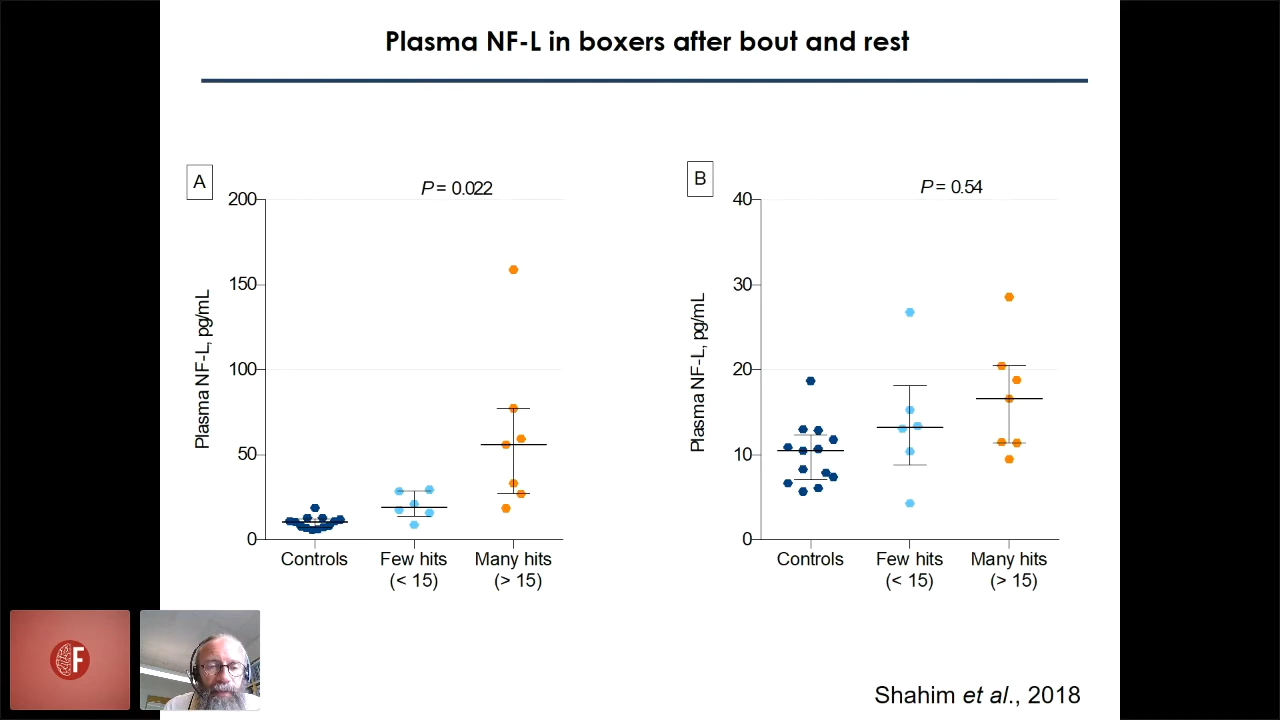 Plasma NF-L in boxers after bout and rest
A
P = 0.022
200
150
100
50
0
Plasma NF-L, pg/mL
Controls
Few hits
(< 15)
Many hits
(> 15)
B
P = 0.54
40
30
20
10
0
Plasma NF-L, pg/mL
Controls
Few hits
(< 15)
Many hits
(> 15)
F
Shahim et al., 2018